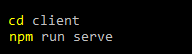 cd client
npm run serve